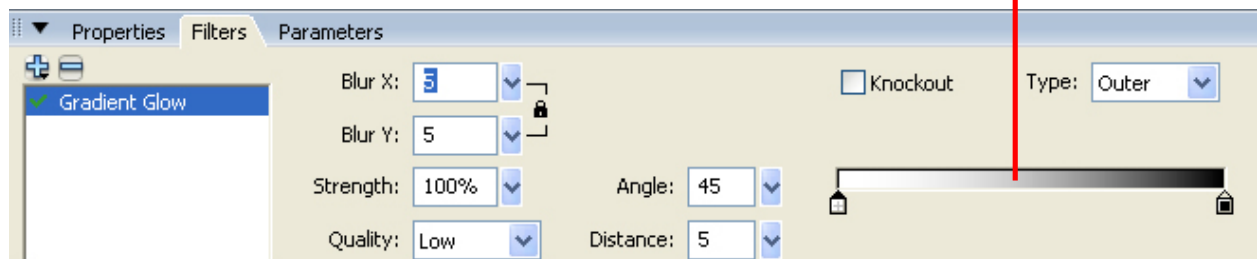 Properties Filters Parameters
Gradient Glow
Blur X: 5
Knockout Type: Outer
Blur Y: 5
Strength: 100% Angle: 45
Quality: Low Distance: 5